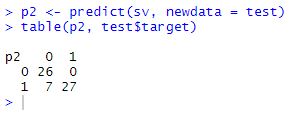 > p2 <- predict(sv, newdata = test)
> table(p2, test$target)
p2   0  1
  0 26  0
  1  7 27
>